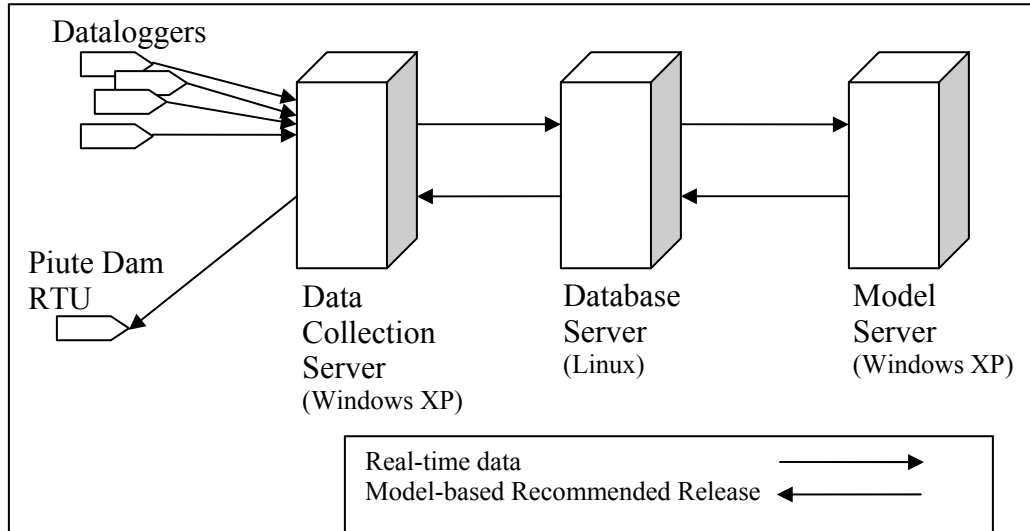 Dataloggers
Piute Dam
RTU
Data
Collection
Server
(Windows XP)
Database
Server
(Linux)
Model
Server
(Windows XP)
Real-time data
Model-based Recommended Release